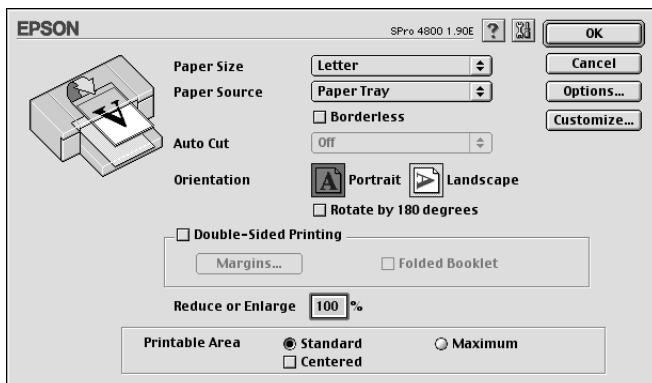 EPSON
SPro 4800 1.90E ?
OK
Paper Size Letter
Cancel
Paper Source Paper Tray
Options...
Borderless
Customize...
Auto Cut Off
Orientation A Portrait A Landscape
Rotate by 180 degrees
Double-Sided Printing
Margins... Folded Booklet
Reduce or Enlarge 100 %
Printable Area Standard Maximum
Centered